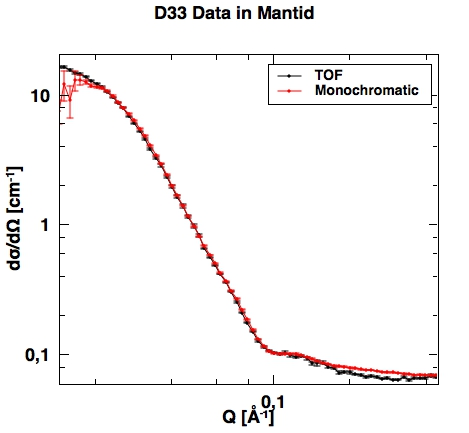 D33 Data in Mantid
TOF
Monochromatic
10
1
0,1
dσ/dΩ [cm⁻¹]
0,1
Q [Å⁻¹]